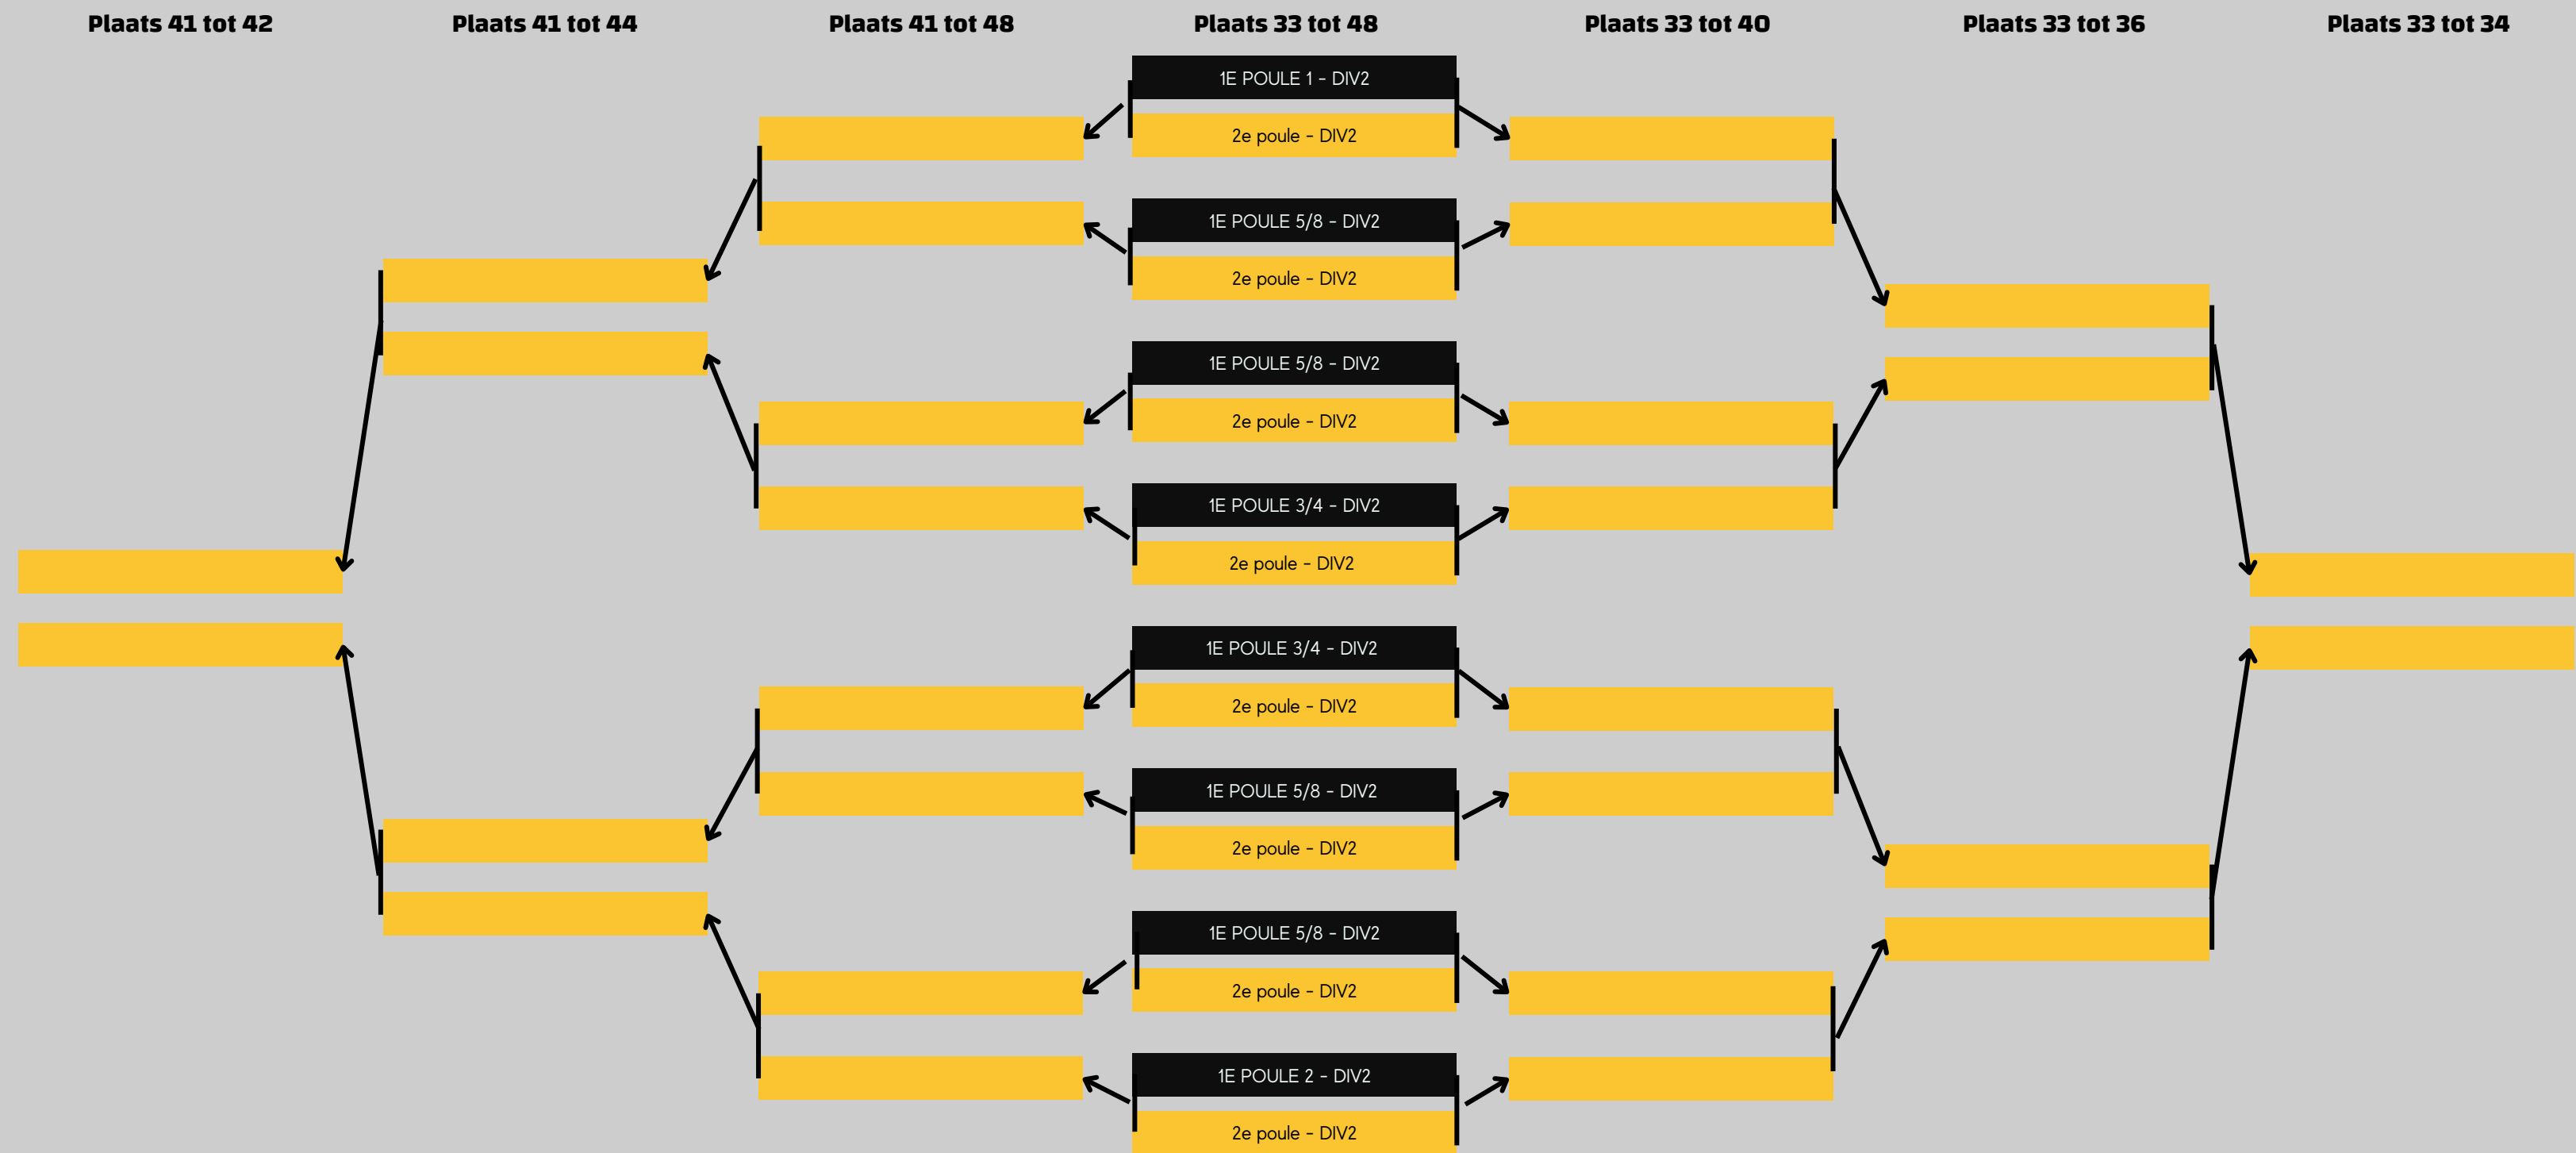 Plaats 41 tot 42
Plaats 41 tot 44
Plaats 41 tot 48
Plaats 33 tot 48
Plaats 33 tot 40
Plaats 33 tot 36
Plaats 33 tot 34
1E POULE 1 - DIV2
2e poule - DIV2
1E POULE 5/8 - DIV2
2e poule - DIV2
1E POULE 5/8 - DIV2
2e poule - DIV2
1E POULE 3/4 - DIV2
2e poule - DIV2
1E POULE 3/4 - DIV2
2e poule - DIV2
1E POULE 5/8 - DIV2
2e poule - DIV2
1E POULE 5/8 - DIV2
2e poule - DIV2
1E POULE 2 - DIV2
2e poule - DIV2